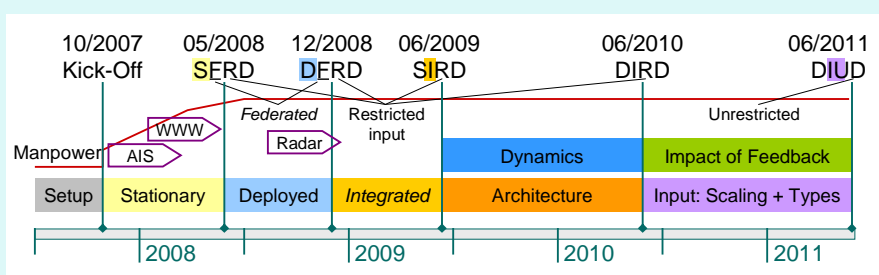 10/2007 05/2008 12/2008 06/2009 06/2010 06/2011
Kick-Off SERD DERD SIRD DIRD DIUD
Federated Restricted input Unrestricted
WWW
Radar
Manpower AIS Dynamics Impact of Feedback
Setup Stationary Deployed Integrated Architecture Input: Scaling + Types
2008 2009 2010 2011